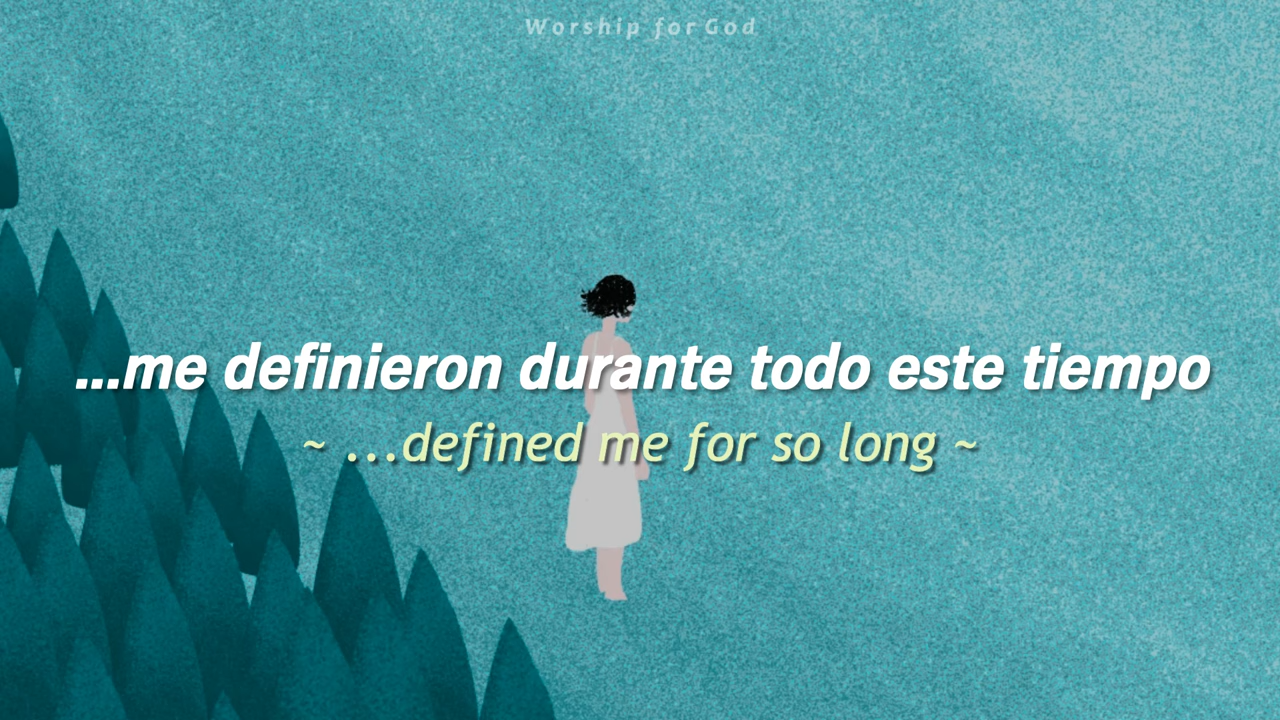 Worship for God
...me definieron durante todo este tiempo
~ ...defined me for so long ~